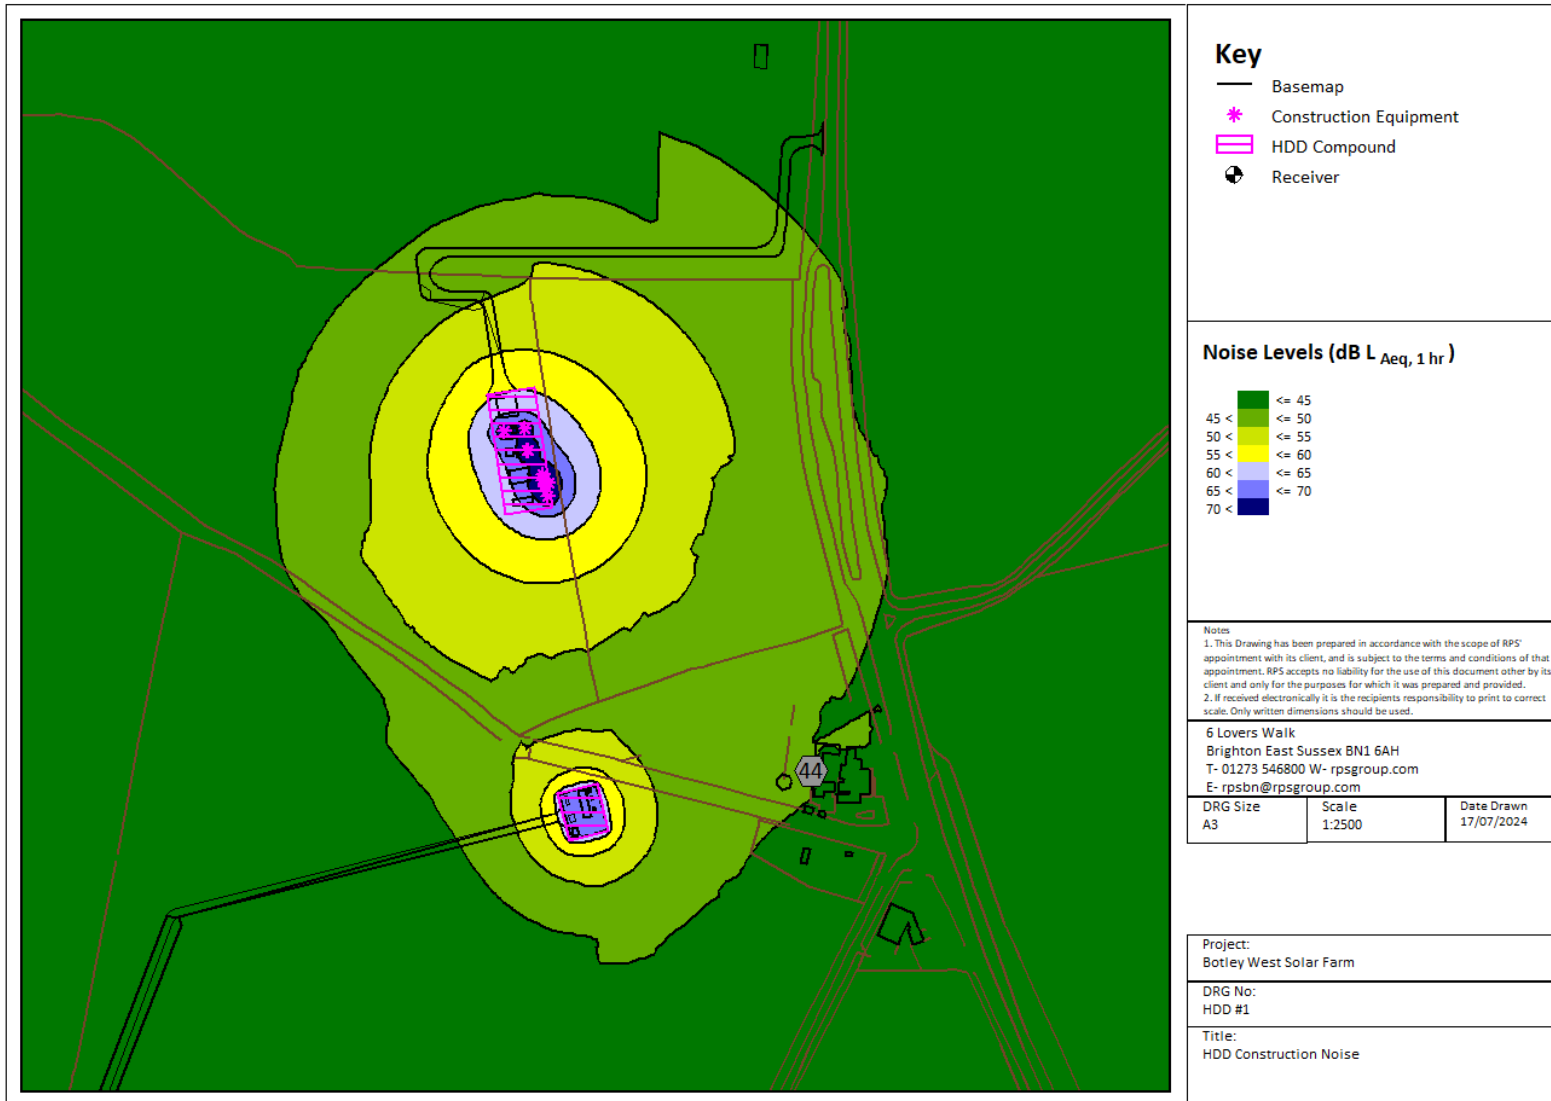 44
Key
Basemap
Construction Equipment
HDD Compound
Receiver
Noise Levels (dB L Aeq, 1 hr )
<= 45
45 < <= 50
50 < <= 55
55 < <= 60
60 < <= 65
65 < <= 70
70 <
Notes
1. This Drawing has been prepared in accordance with the scope of RPS'
appointment with its client, and is subject to the terms and conditions of that
appointment. RPS accepts no liability for the use of this document other by its
client and only for the purposes for which it was prepared and provided.
2. If received electronically it is the recipients responsibility to print to correct
scale. Only written dimensions should be used.
6 Lovers Walk
Brighton East Sussex BN1 6AH
T- 01273 546800 W- rpsgroup.com
E- rpsbn@rpsgroup.com
DRG Size Scale Date Drawn
A3 1:2500 17/07/2024
Project:
Botley West Solar Farm
DRG No:
HDD #1
Title:
HDD Construction Noise